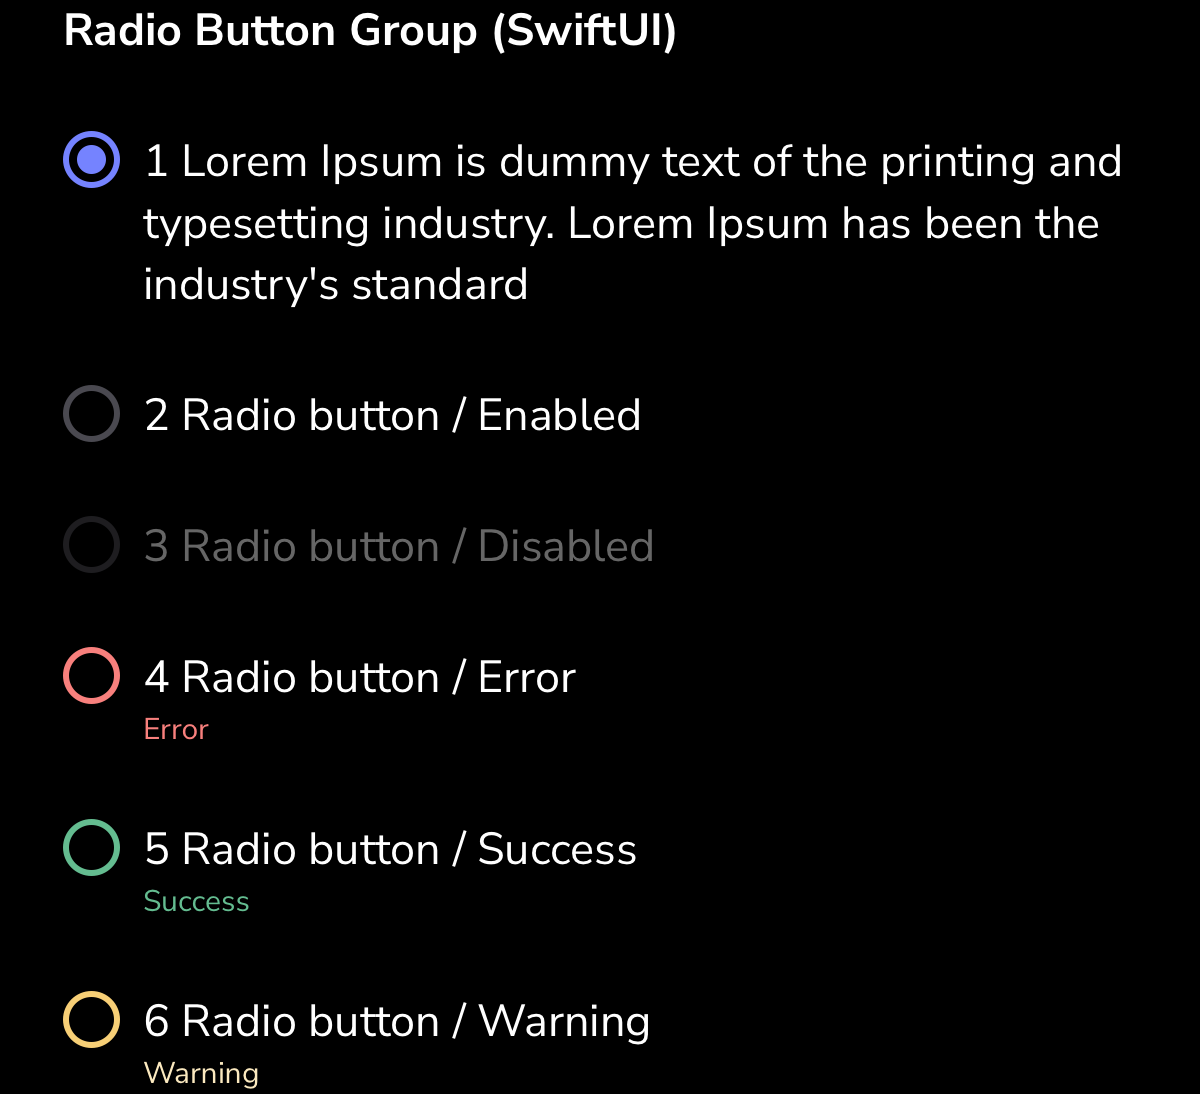 Radio Button Group (SwiftUI)
1 Lorem Ipsum is dummy text of the printing and
typesetting industry. Lorem Ipsum has been the
industry's standard
2 Radio button / Enabled
3 Radio button / Disabled
4 Radio button / Error
Error
5 Radio button / Success
Success
6 Radio button / Warning
Warning